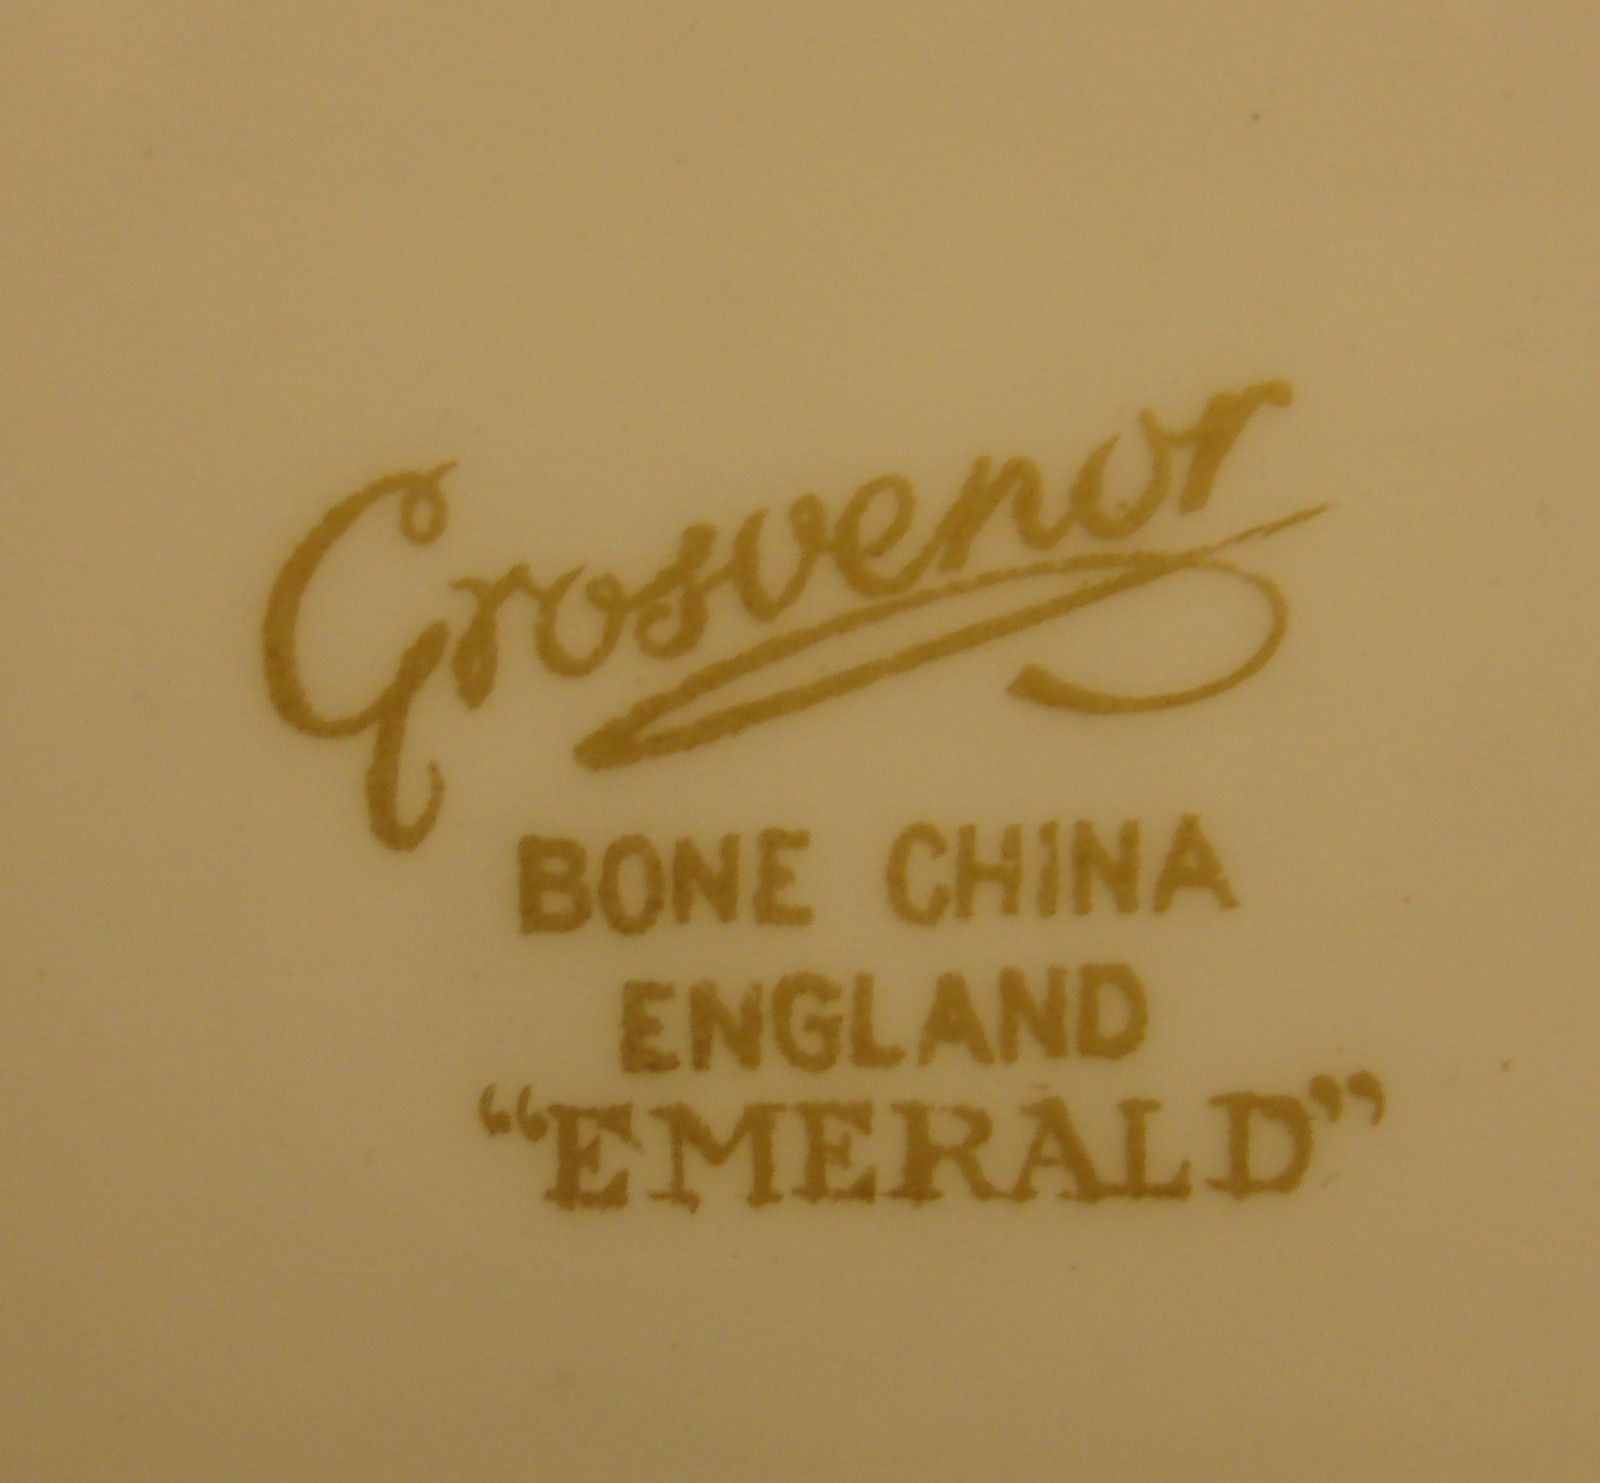 Grosvenor
BONE CHINA
ENGLAND
“EMERALD”